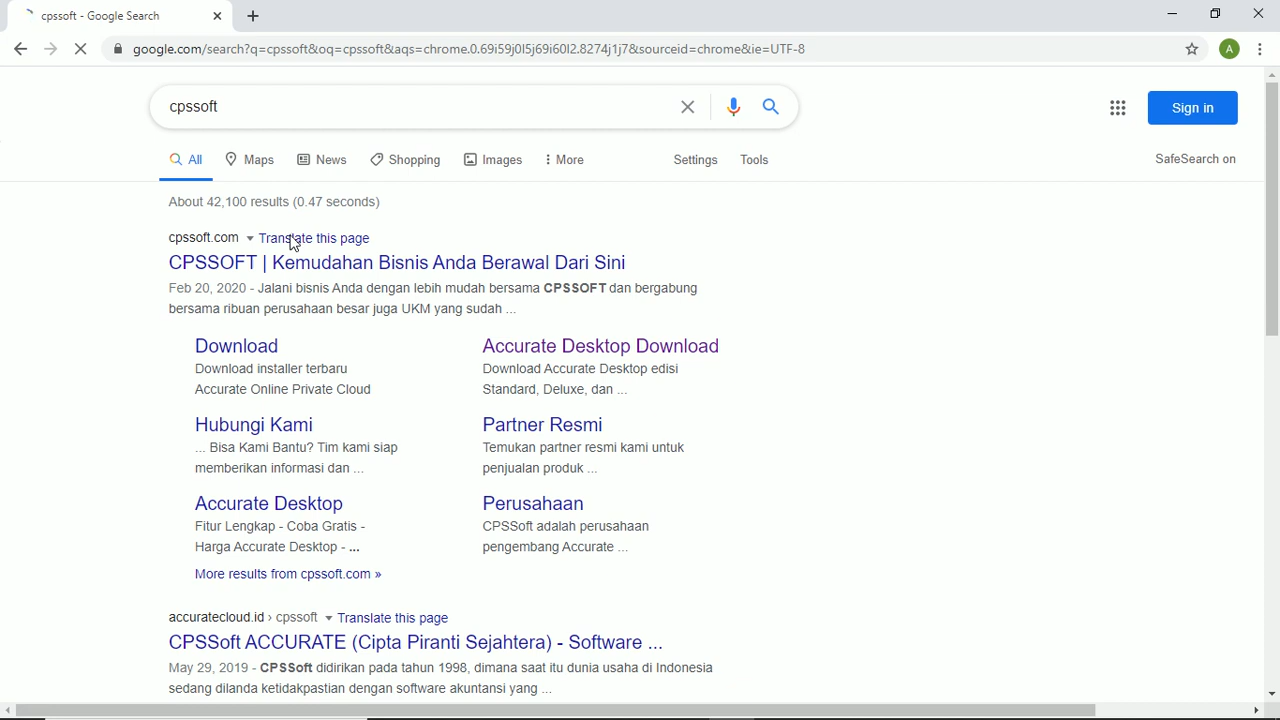 cpssoft - Google Search
google.com/search?q=cpssoft&oq=cpssoft&aqs=chrome.0.69i59j0l5j69i60l2.8274j1j7&sourceid=chrome&ie=UTF-8
A
cpssoft
Sign in
All Maps News Shopping Images More Settings Tools SafeSearch on
About 42,100 results (0.47 seconds)
cpssoft.com Translate this page
CPSSOFT | Kemudahan Bisnis Anda Berawal Dari Sini
Feb 20, 2020 - Jalani bisnis Anda dengan lebih mudah bersama CPSSOFT dan bergabung
bersama ribuan perusahaan besar juga UKM yang sudah ...
Download
Download installer terbaru
Accurate Online Private Cloud
Accurate Desktop Download
Download Accurate Desktop edisi
Standard, Deluxe, dan ...
Hubungi Kami
... Bisa Kami Bantu? Tim kami siap
memberikan informasi dan ...
Partner Resmi
Temukan partner resmi kami untuk
penjualan produk ...
Accurate Desktop
Fitur Lengkap - Coba Gratis -
Harga Accurate Desktop - ...
Perusahaan
CPSSoft adalah perusahaan
pengembang Accurate ...
More results from cpssoft.com »
accuratecloud.id › cpssoft Translate this page
CPSSoft ACCURATE (Cipta Piranti Sejahtera) - Software ...
May 29, 2019 - CPSSoft didirikan pada tahun 1998, dimana saat itu dunia usaha di Indonesia
sedang dilanda ketidakpastian dengan software akuntansi yang ...